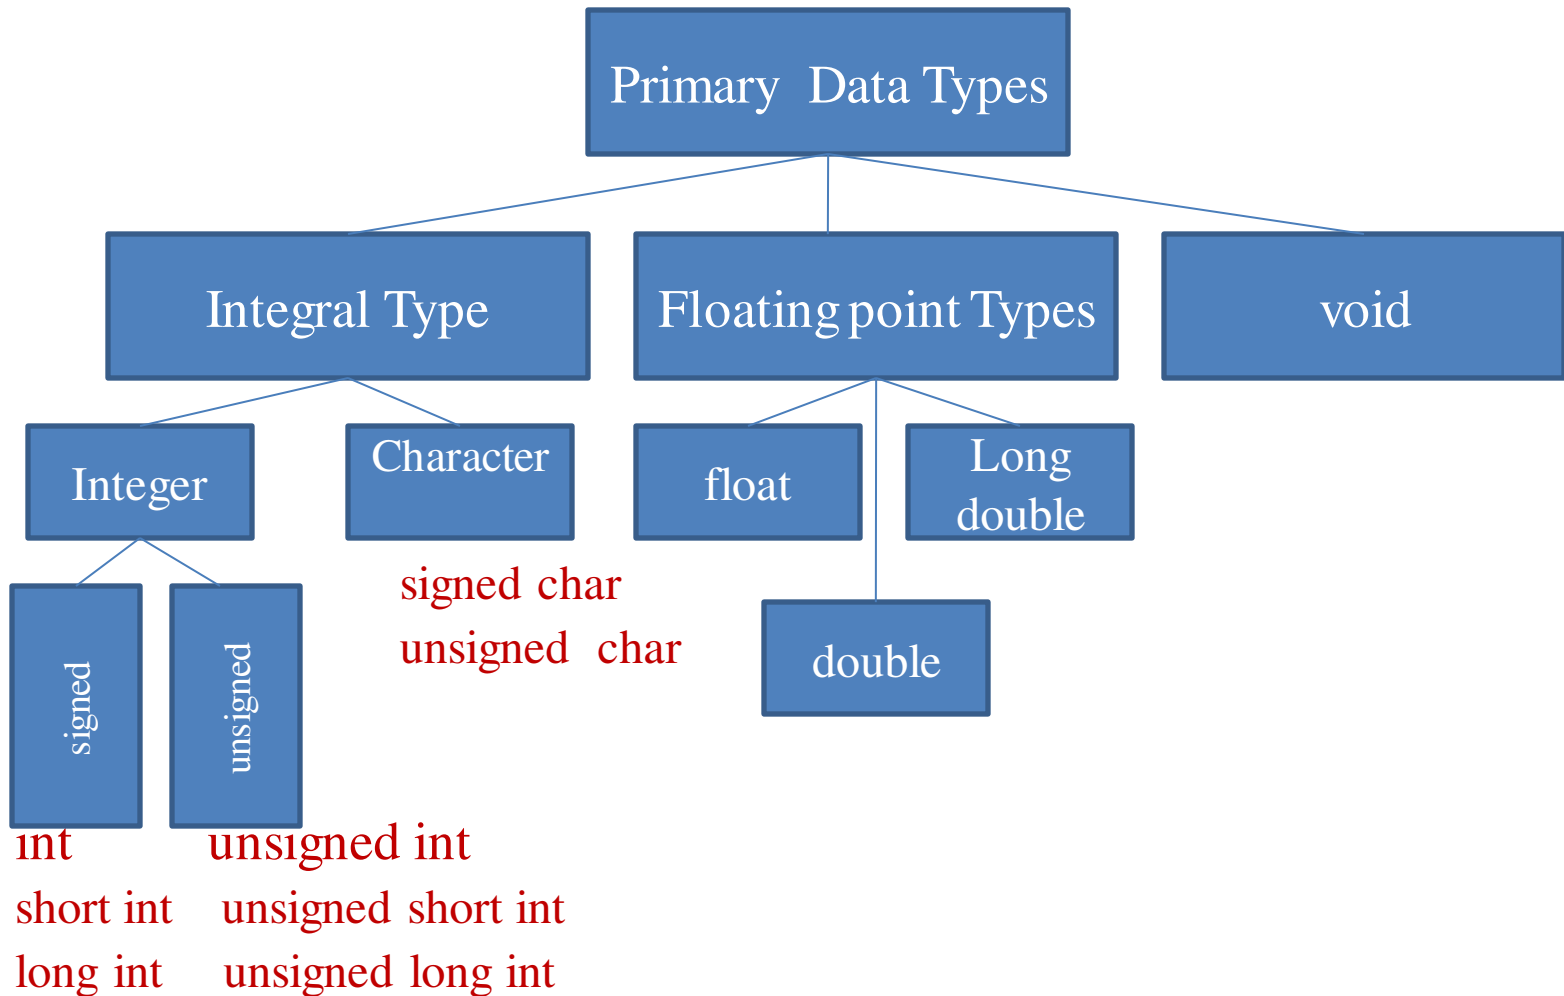 Primary Data Types
Integral Type
Floating point Types
void
Integer
Character
float
Long
double
signed char
unsigned char
double
signed
unsigned
int unsigned int
short int unsigned short int
long int unsigned long int